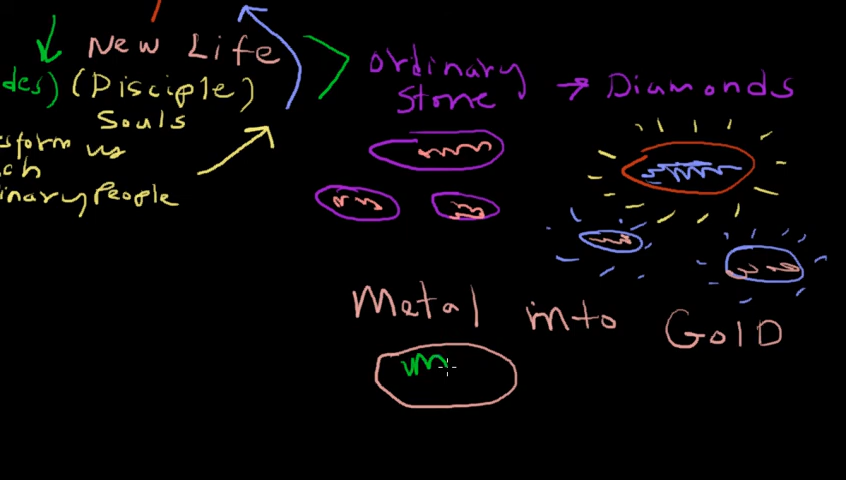 New Life
des) (Disciple)
Souls
sform us
ch
inary People
Ordinary
Stone → Diamonds
Metal into GOLD